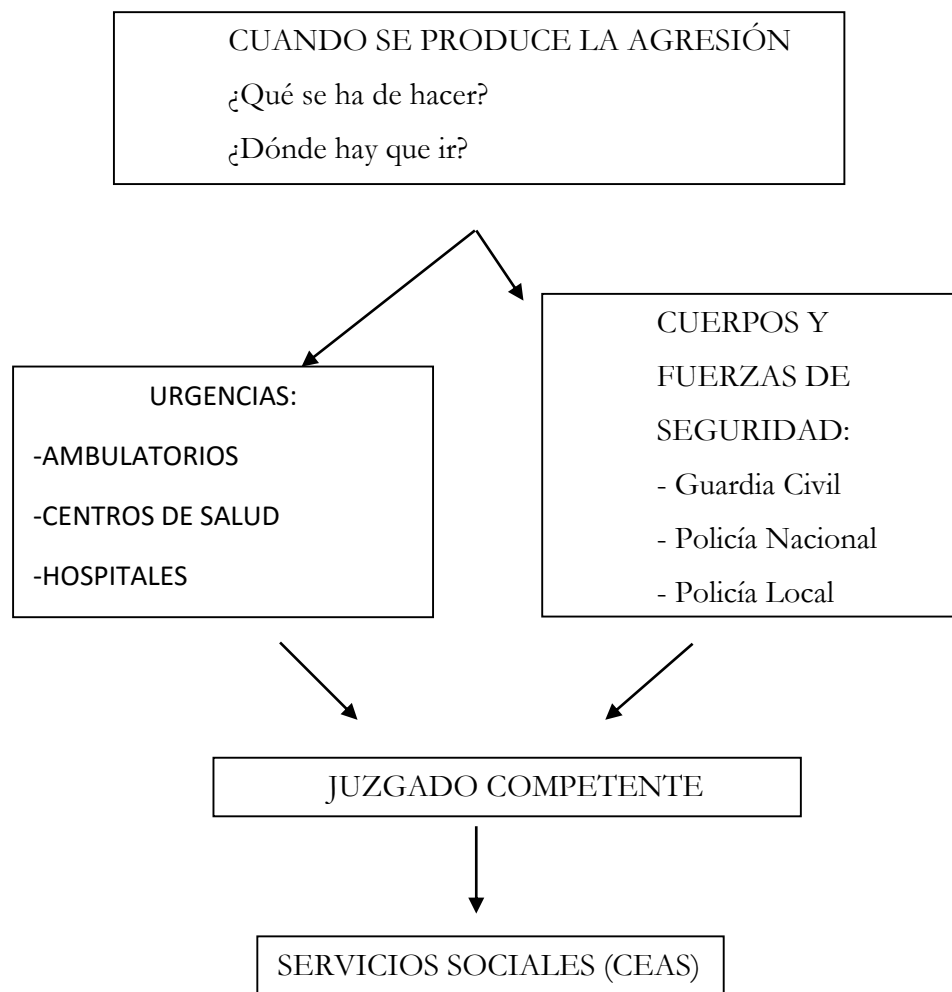 CUANDO SE PRODUCE LA AGRESIÓN
¿Qué se ha de hacer?
¿Dónde hay que ir?
URGENCIAS:
-AMBULATORIOS
-CENTROS DE SALUD
-HOSPITALES
CUERPOS Y
FUERZAS DE
SEGURIDAD:
- Guardia Civil
- Policía Nacional
- Policía Local
JUZGADO COMPETENTE
SERVICIOS SOCIALES (CEAS)